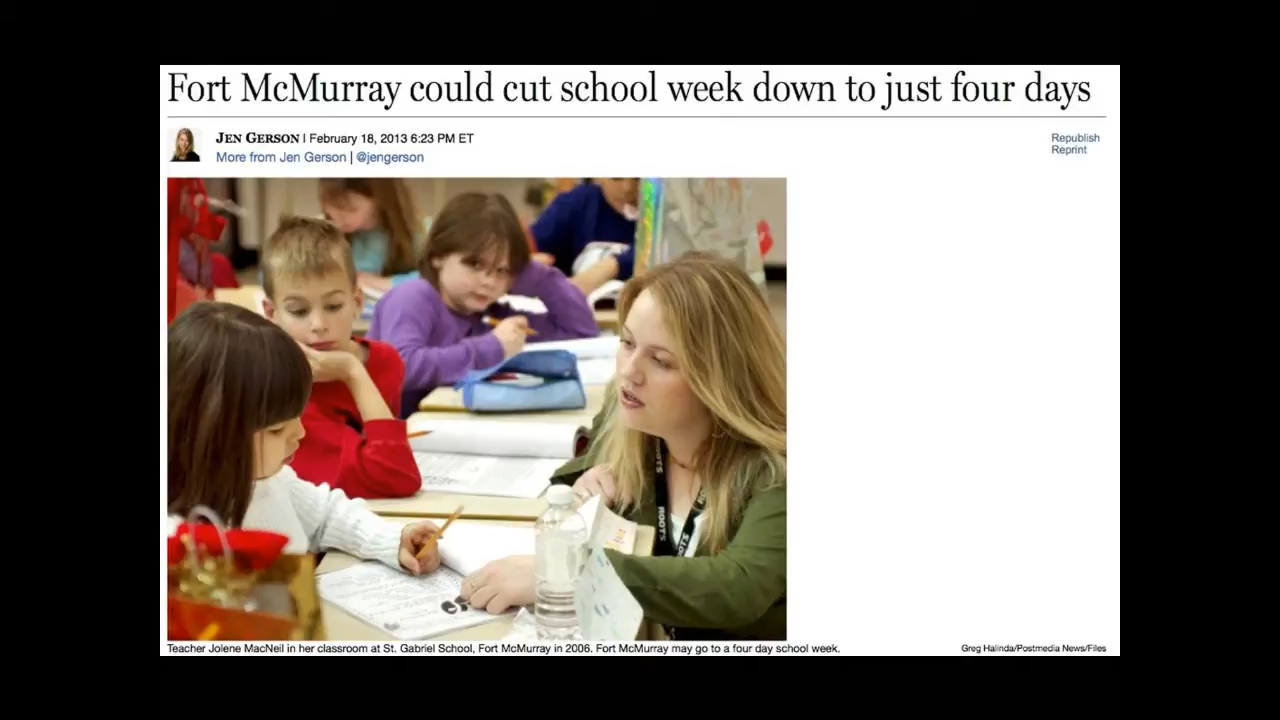 Fort McMurray could cut school week down to just four days
JEN GERSON | February 18, 2013 6:23 PM ET
More from Jen Gerson | @jengerson
Republish
Reprint
ROOTS
ROOTS
Teacher Jolene MacNeil in her classroom at St. Gabriel School, Fort McMurray in 2006. Fort McMurray may go to a four day school week.
Greg Halinda/Postmedia News/Files